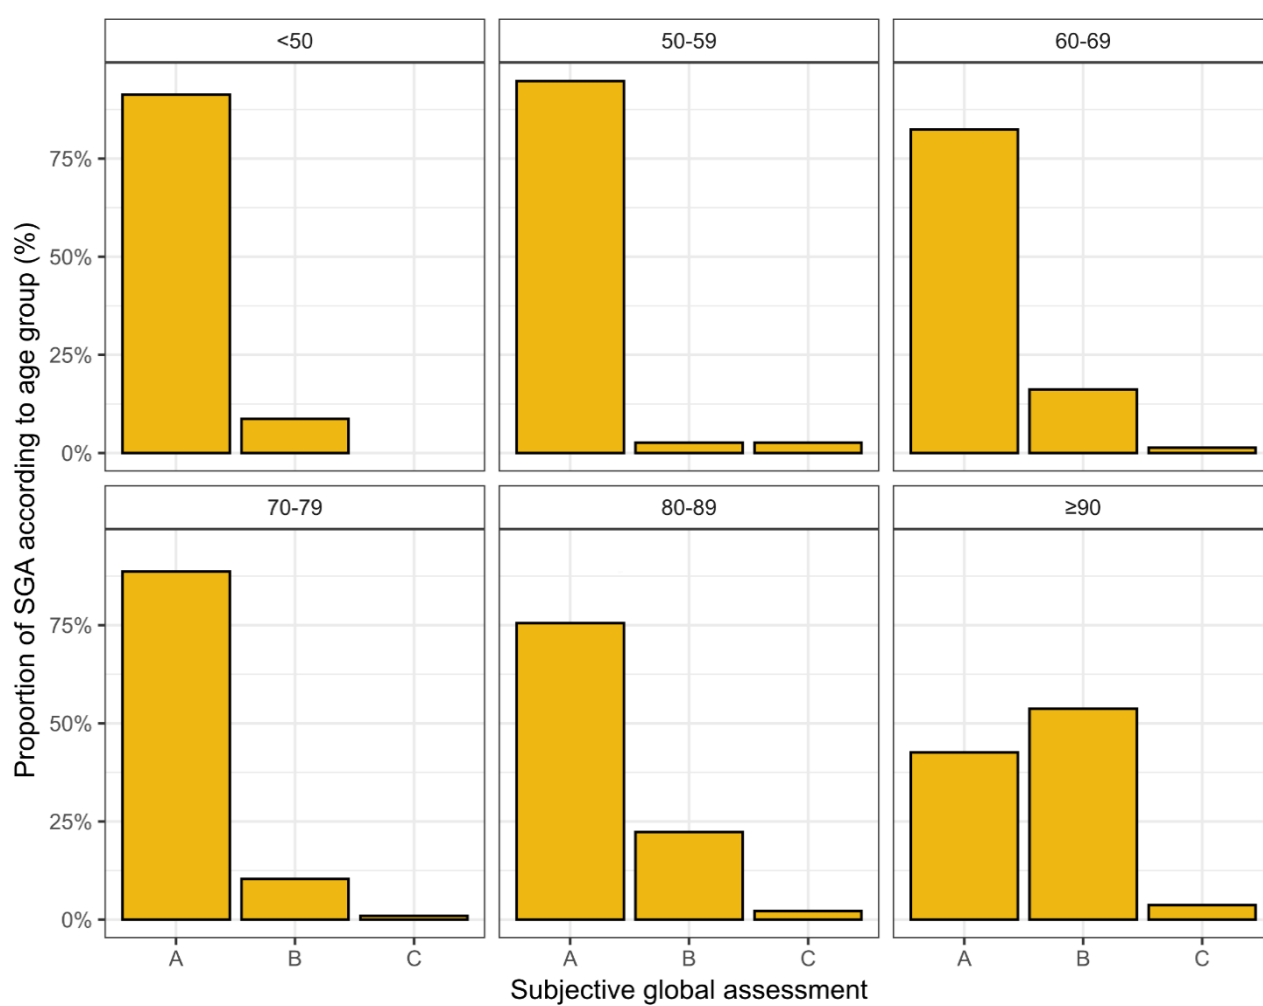 <50 50-59 60-69
75%
50%
25%
0%
Proportion of SGA according to age group (%)
70-79 80-89 ≥90
75%
50%
25%
0%
A B C A B C A B C
Subjective global assessment